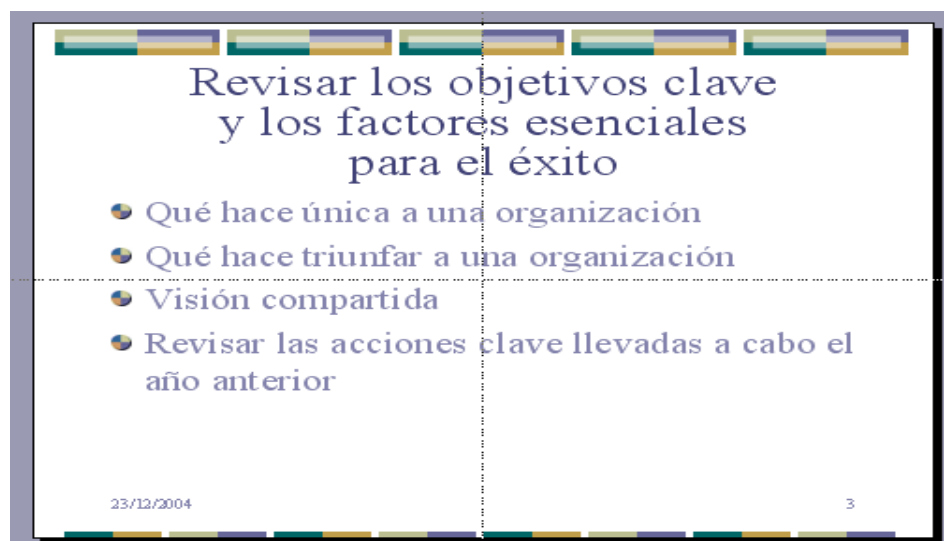 Revisar los objetivos clave
y los factores esenciales
para el éxito
Qué hace única a una organización
Qué hace triunfar a una organización
Visión compartida
Revisar las acciones clave llevadas a cabo el
año anterior
23/12/2004
3